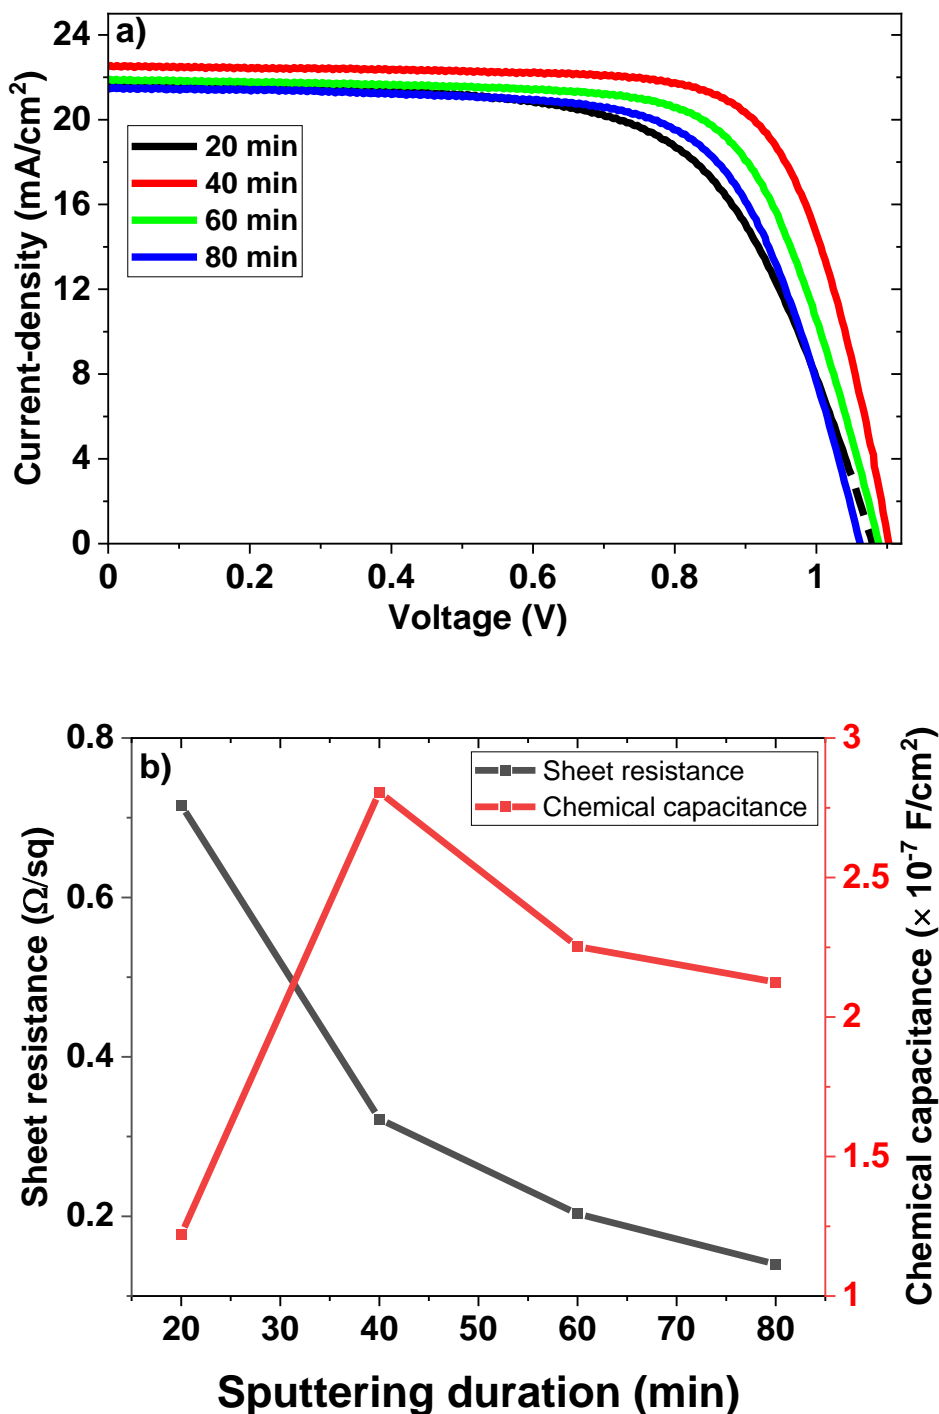 a)
24
20
16
12
8
4
0
Current-density (mA/cm²)
20 min
40 min
60 min
80 min
0 0.2 0.4 0.6 0.8 1
Voltage (V)
b)
0.8
0.6
0.4
0.2
Sheet resistance (Ω/sq)
Sheet resistance
Chemical capacitance
3
2.5
2
1.5
1
Chemical capacitance (× 10⁻⁷ F/cm²)
20 30 40 50 60 70 80
Sputtering duration (min)